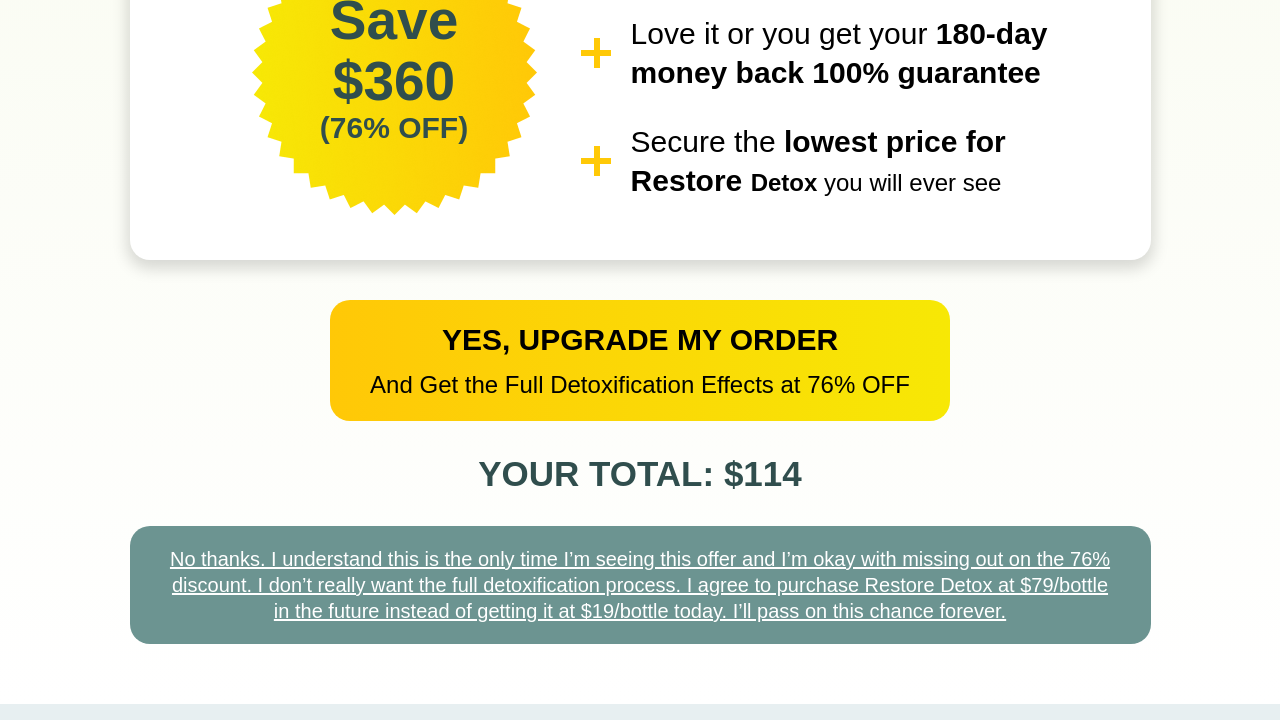 Save
$360
(76% OFF)
Love it or you get your 180-day
money back 100% guarantee
Secure the lowest price for
Restore Detox you will ever see
YES, UPGRADE MY ORDER
And Get the Full Detoxification Effects at 76% OFF
YOUR TOTAL: $114
No thanks. I understand this is the only time I’m seeing this offer and I’m okay with missing out on the 76%
discount. I don’t really want the full detoxification process. I agree to purchase Restore Detox at $79/bottle
in the future instead of getting it at $19/bottle today. I’ll pass on this chance forever.